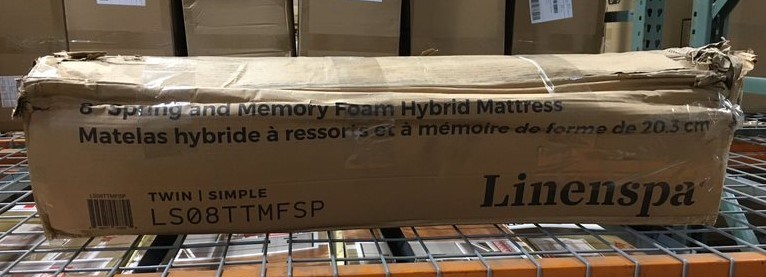 8" Spring and Memory Foam Hybrid Mattress
Matelas hybride à ressorts et à mémoire de forme de 20.3 cm
LS08TTMFSP
TWIN | SIMPLE
LS08TTMFSP
Linenspa